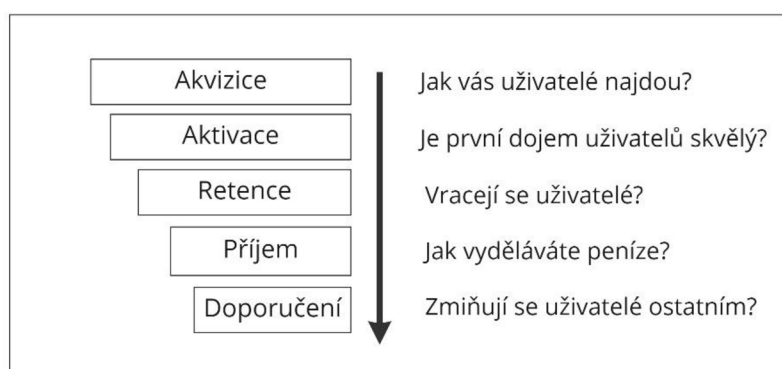 Akvizice
Jak vás uživatelé najdou?
Aktivace
Je první dojem uživatelů skvělý?
Retence
Vracejí se uživatelé?
Příjem
Jak vyděláváte peníze?
Doporučení
Zmiňují se uživatelé ostatním?